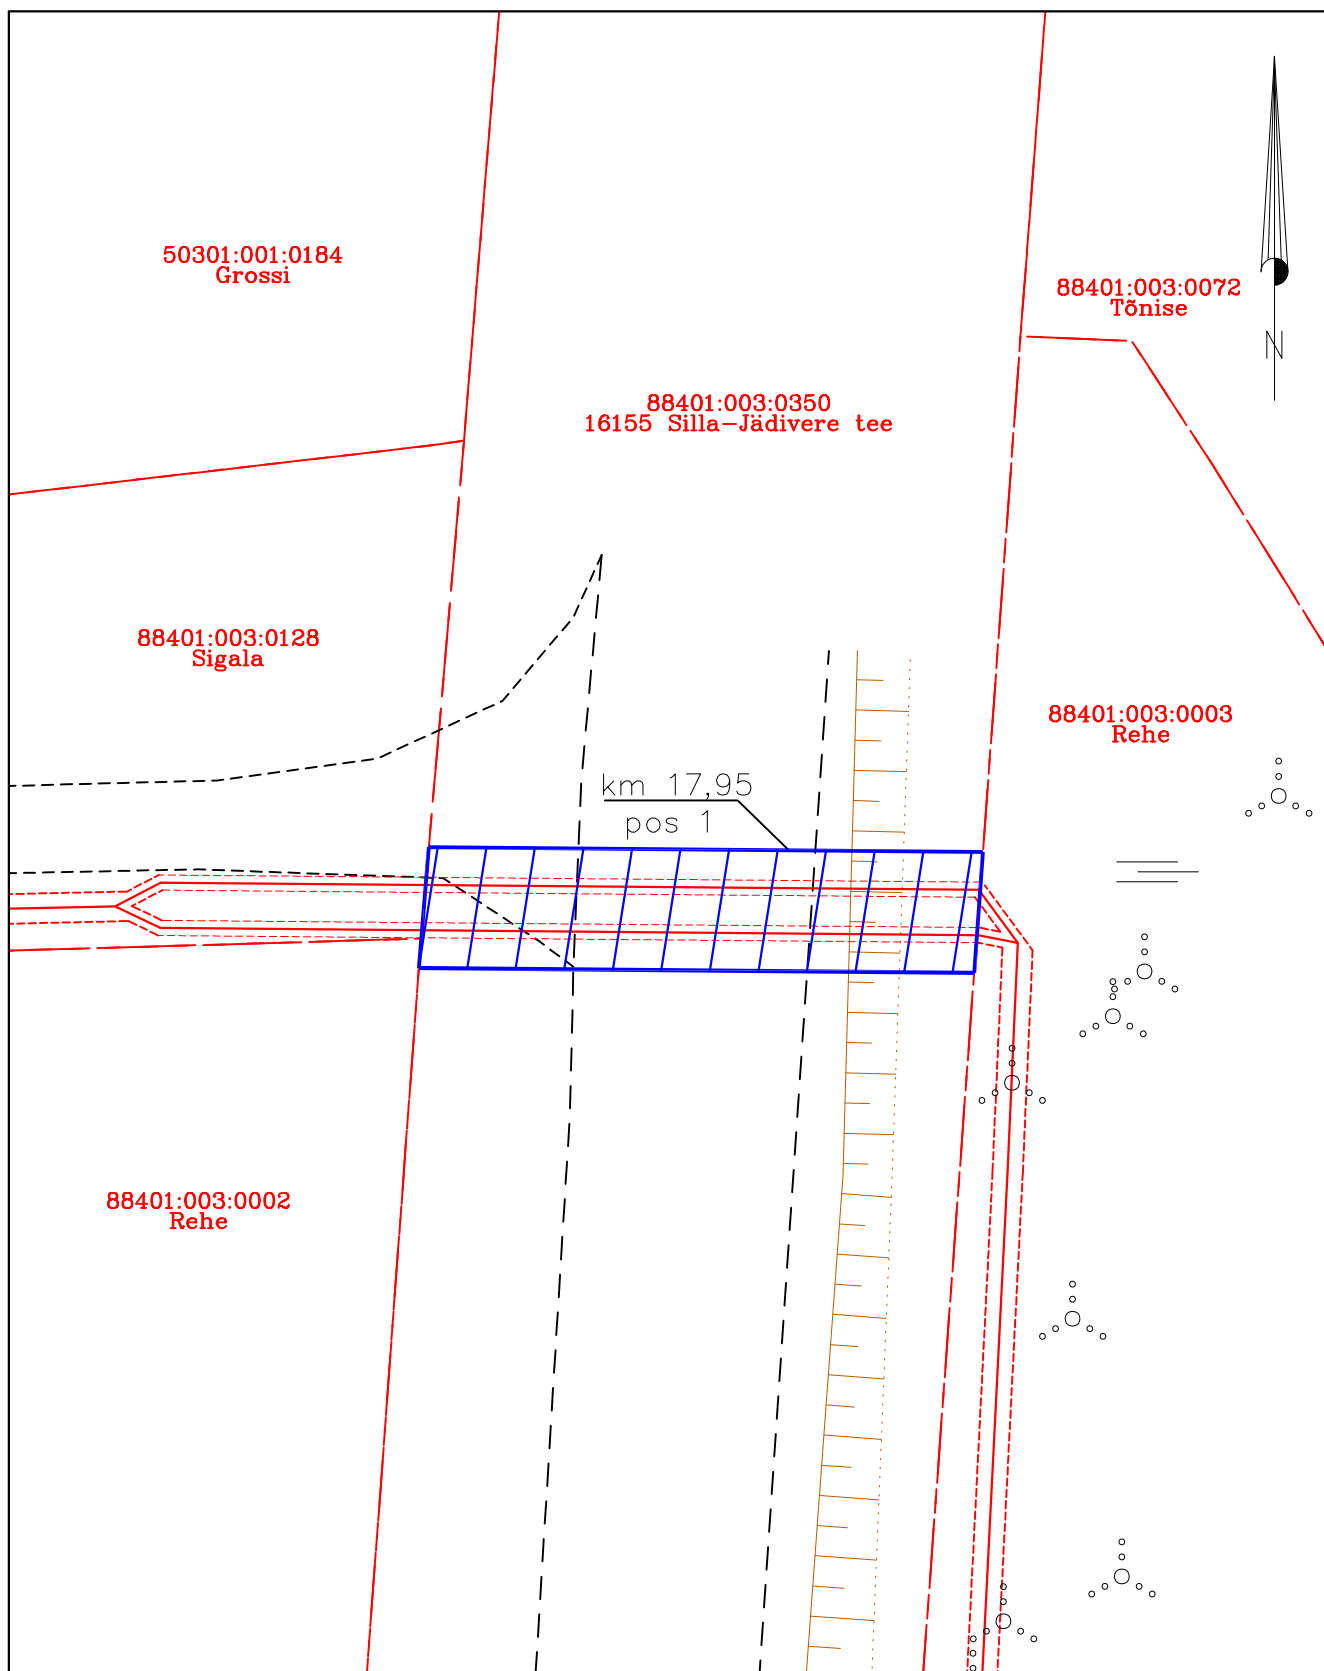 50301:001:0184
Grossi
88401:003:0072
Tõnise
N
88401:003:0350
16155 Silla-Jädivere tee
88401:003:0128
Sigala
88401:003:0003
Rehe
km 17,95
pos 1
88401:003:0002
Rehe